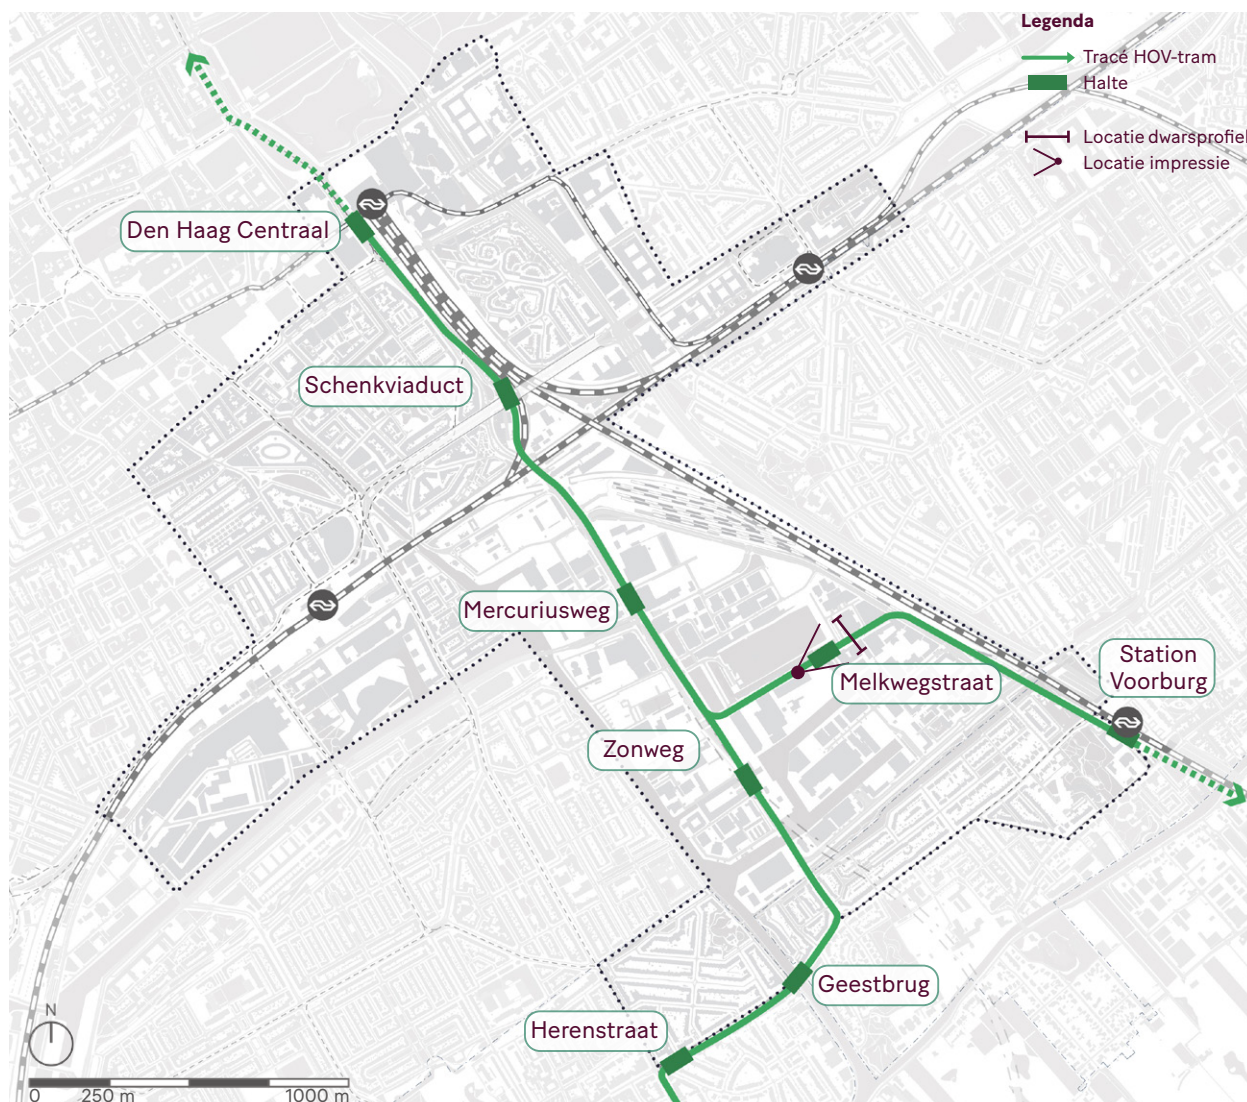 Legenda
Tracé HOV-tram
Halte
Locatie dwarsprofiel
Locatie impressie
Den Haag Centraal
Schenkviaduct
Mercuriusweg
Melkwegstraat
Station
Voorburg
Zonweg
Geestbrug
Herenstraat
N
0 250 m 1000 m